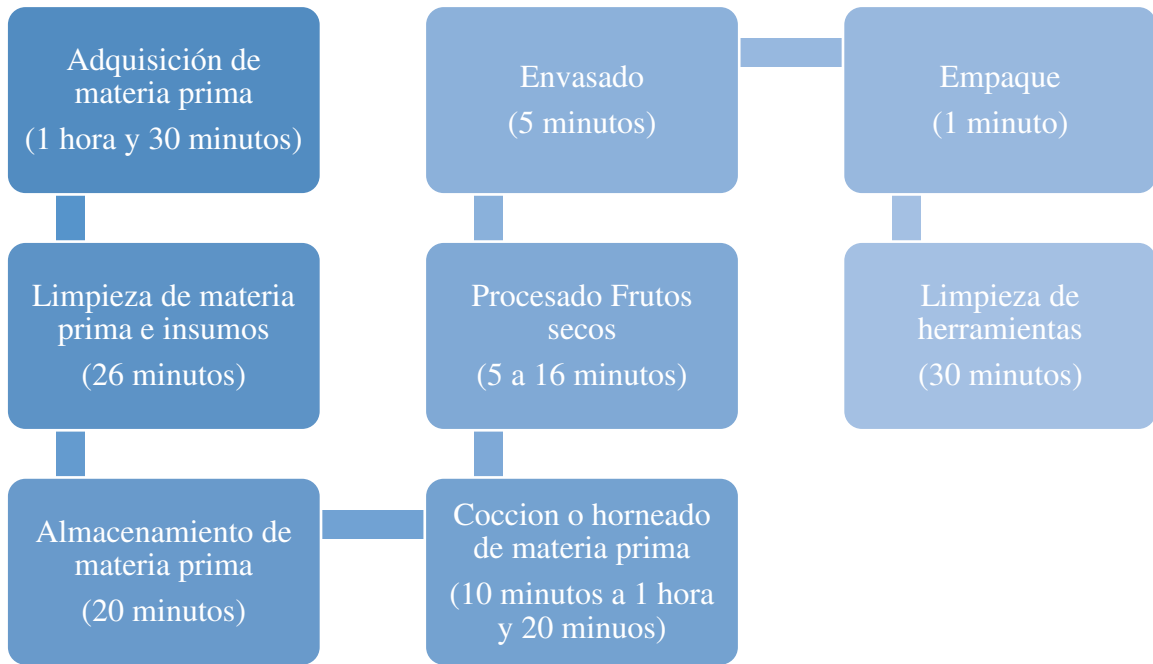 Adquisición de
materia prima
(1 hora y 30 minutos)
Limpieza de materia
prima e insumos
(26 minutos)
Almacenamiento de
materia prima
(20 minutos)
Coccion o horneado
de materia prima
(10 minutos a 1 hora
y 20 minuos)
Procesado Frutos
secos
(5 a 16 minutos)
Envasado
(5 minutos)
Empaque
(1 minuto)
Limpieza de
herramientas
(30 minutos)